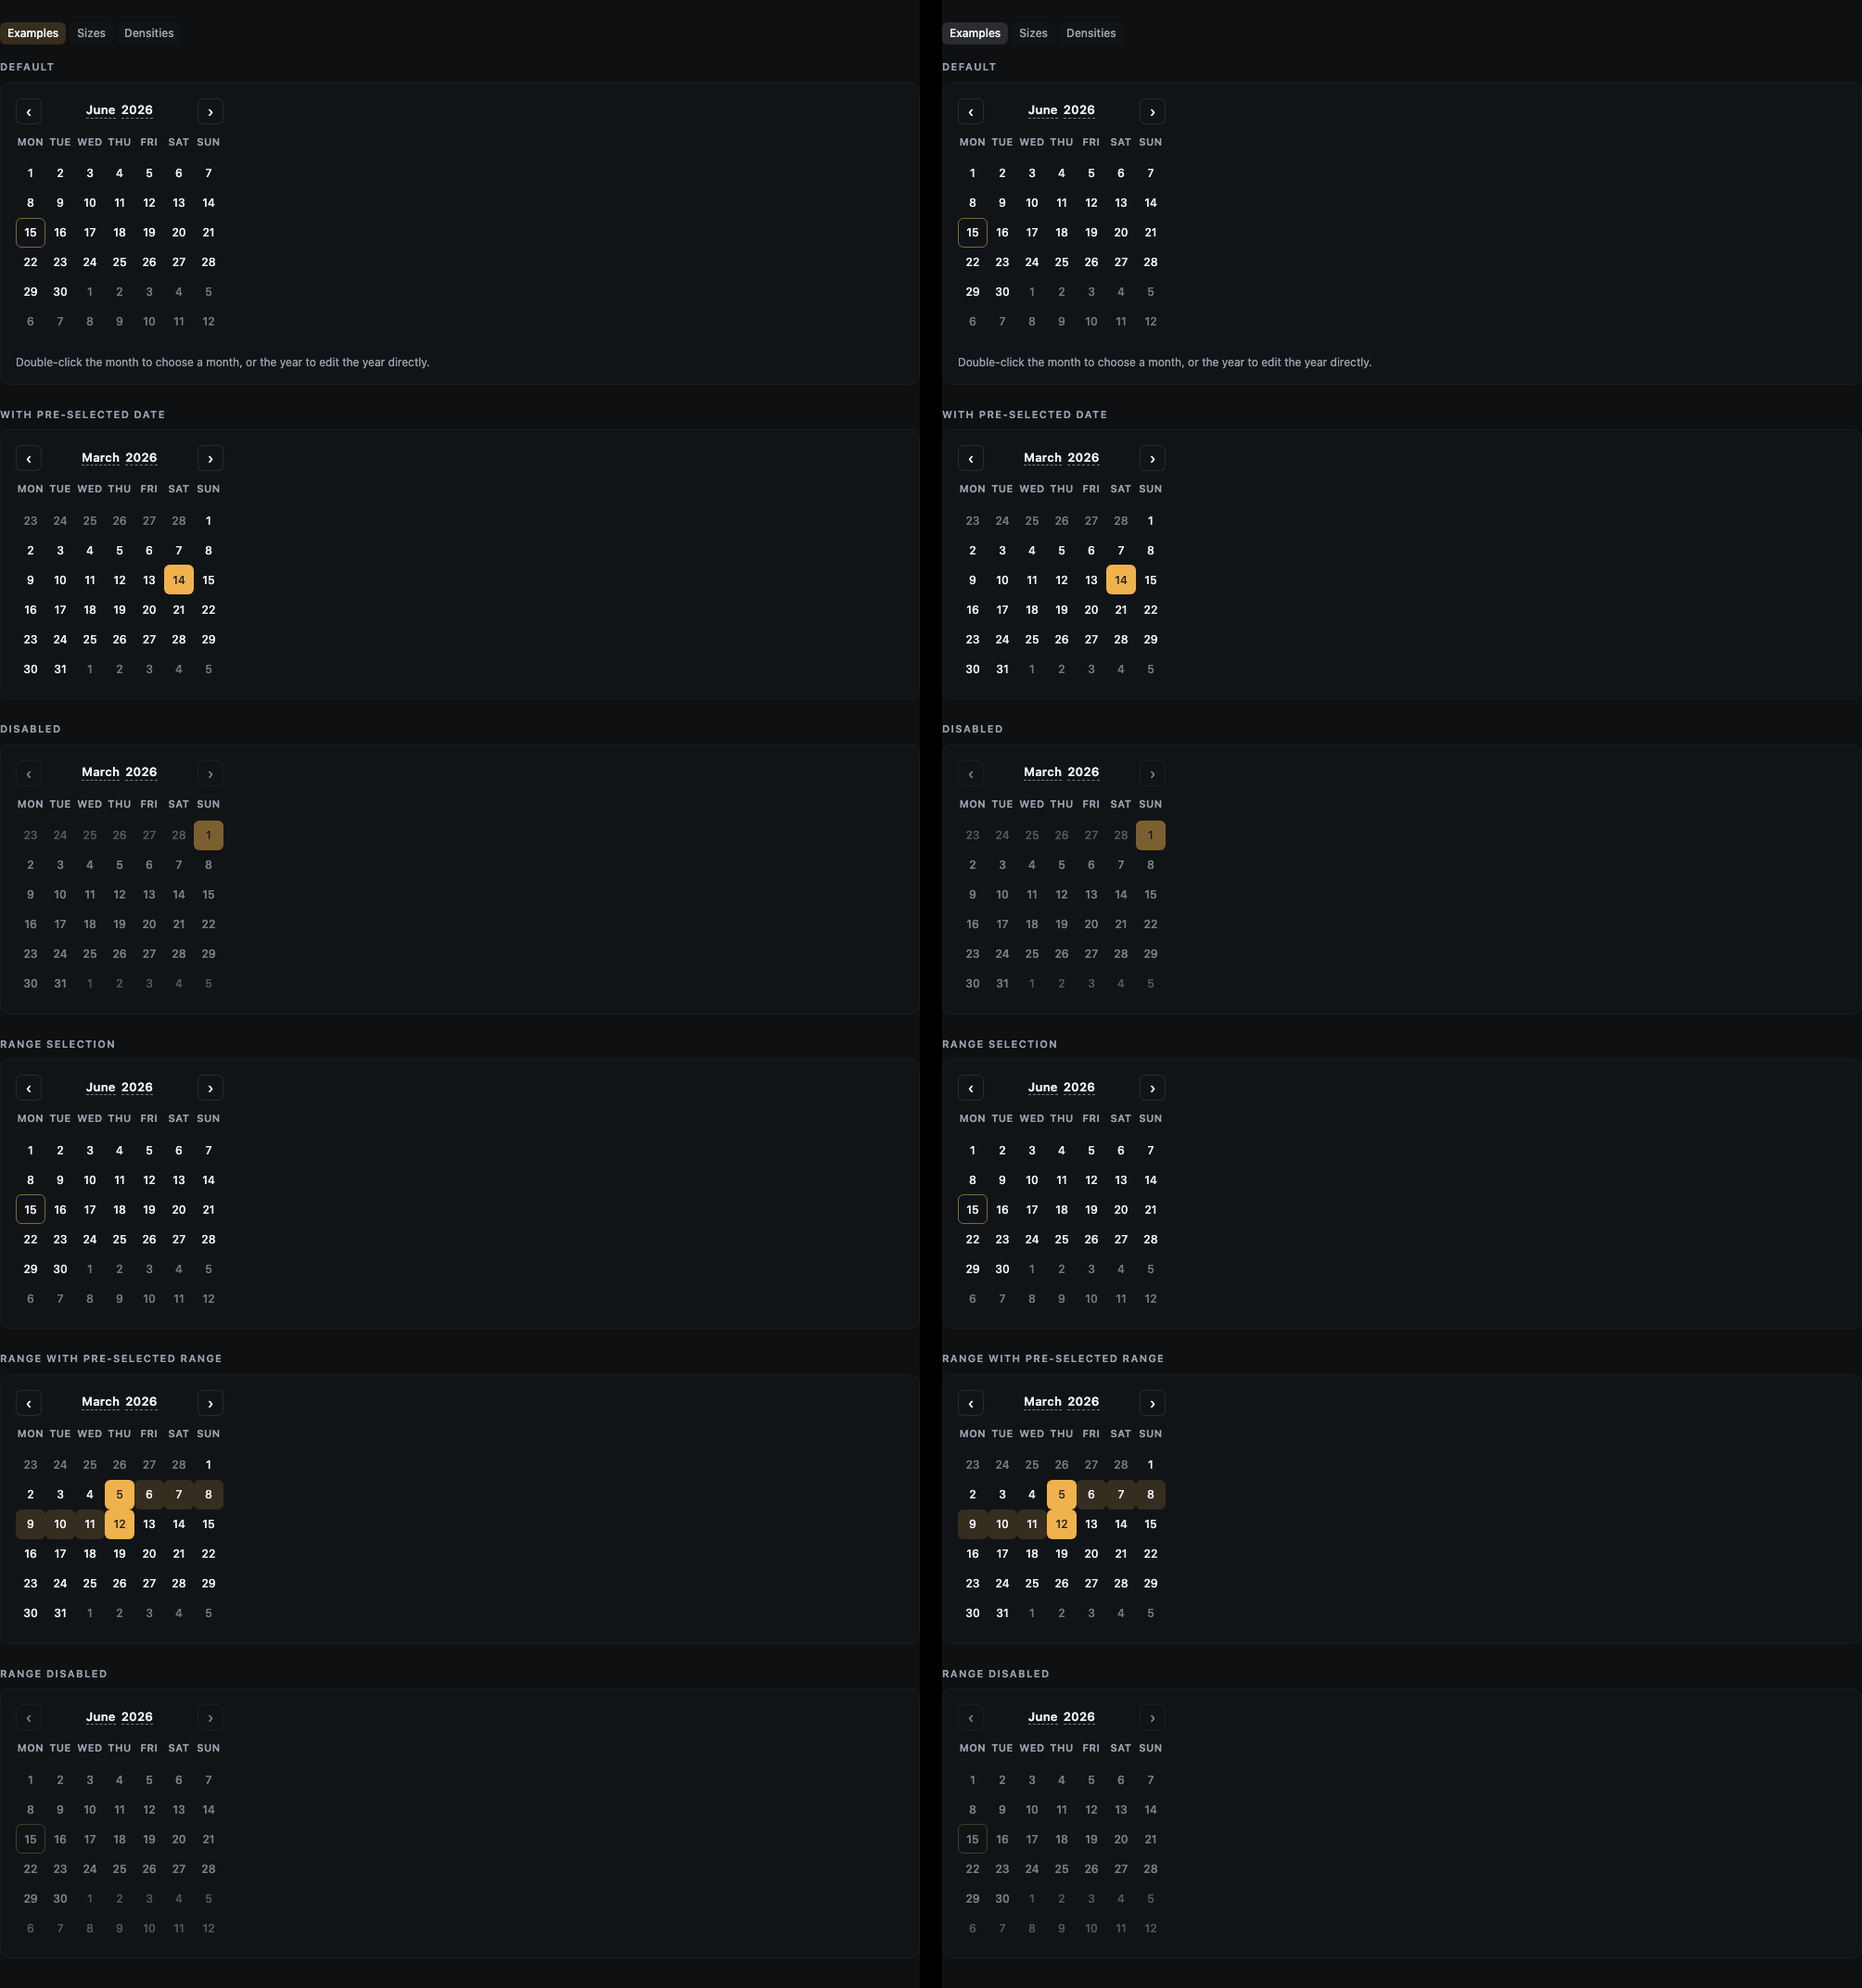 Examples Sizes Densities
DEFAULT
‹ June 2026 ›
MON TUE WED THU FRI SAT SUN
1 2 3 4 5 6 7
8 9 10 11 12 13 14
15 16 17 18 19 20 21
22 23 24 25 26 27 28
29 30 1 2 3 4 5
6 7 8 9 10 11 12
Double-click the month to choose a month, or the year to edit the year directly.
WITH PRE-SELECTED DATE
‹ March 2026 ›
MON TUE WED THU FRI SAT SUN
23 24 25 26 27 28 1
2 3 4 5 6 7 8
9 10 11 12 13 14 15
16 17 18 19 20 21 22
23 24 25 26 27 28 29
30 31 1 2 3 4 5
DISABLED
‹ March 2026 ›
MON TUE WED THU FRI SAT SUN
23 24 25 26 27 28 1
2 3 4 5 6 7 8
9 10 11 12 13 14 15
16 17 18 19 20 21 22
23 24 25 26 27 28 29
30 31 1 2 3 4 5
RANGE SELECTION
‹ June 2026 ›
MON TUE WED THU FRI SAT SUN
1 2 3 4 5 6 7
8 9 10 11 12 13 14
15 16 17 18 19 20 21
22 23 24 25 26 27 28
29 30 1 2 3 4 5
6 7 8 9 10 11 12
RANGE WITH PRE-SELECTED RANGE
‹ March 2026 ›
MON TUE WED THU FRI SAT SUN
23 24 25 26 27 28 1
2 3 4 5 6 7 8
9 10 11 12 13 14 15
16 17 18 19 20 21 22
23 24 25 26 27 28 29
30 31 1 2 3 4 5
RANGE DISABLED
‹ June 2026 ›
MON TUE WED THU FRI SAT SUN
1 2 3 4 5 6 7
8 9 10 11 12 13 14
15 16 17 18 19 20 21
22 23 24 25 26 27 28
29 30 1 2 3 4 5
6 7 8 9 10 11 12
Examples Sizes Densities
DEFAULT
‹ June 2026 ›
MON TUE WED THU FRI SAT SUN
1 2 3 4 5 6 7
8 9 10 11 12 13 14
15 16 17 18 19 20 21
22 23 24 25 26 27 28
29 30 1 2 3 4 5
6 7 8 9 10 11 12
Double-click the month to choose a month, or the year to edit the year directly.
WITH PRE-SELECTED DATE
‹ March 2026 ›
MON TUE WED THU FRI SAT SUN
23 24 25 26 27 28 1
2 3 4 5 6 7 8
9 10 11 12 13 14 15
16 17 18 19 20 21 22
23 24 25 26 27 28 29
30 31 1 2 3 4 5
DISABLED
‹ March 2026 ›
MON TUE WED THU FRI SAT SUN
23 24 25 26 27 28 1
2 3 4 5 6 7 8
9 10 11 12 13 14 15
16 17 18 19 20 21 22
23 24 25 26 27 28 29
30 31 1 2 3 4 5
RANGE SELECTION
‹ June 2026 ›
MON TUE WED THU FRI SAT SUN
1 2 3 4 5 6 7
8 9 10 11 12 13 14
15 16 17 18 19 20 21
22 23 24 25 26 27 28
29 30 1 2 3 4 5
6 7 8 9 10 11 12
RANGE WITH PRE-SELECTED RANGE
‹ March 2026 ›
MON TUE WED THU FRI SAT SUN
23 24 25 26 27 28 1
2 3 4 5 6 7 8
9 10 11 12 13 14 15
16 17 18 19 20 21 22
23 24 25 26 27 28 29
30 31 1 2 3 4 5
RANGE DISABLED
‹ June 2026 ›
MON TUE WED THU FRI SAT SUN
1 2 3 4 5 6 7
8 9 10 11 12 13 14
15 16 17 18 19 20 21
22 23 24 25 26 27 28
29 30 1 2 3 4 5
6 7 8 9 10 11 12